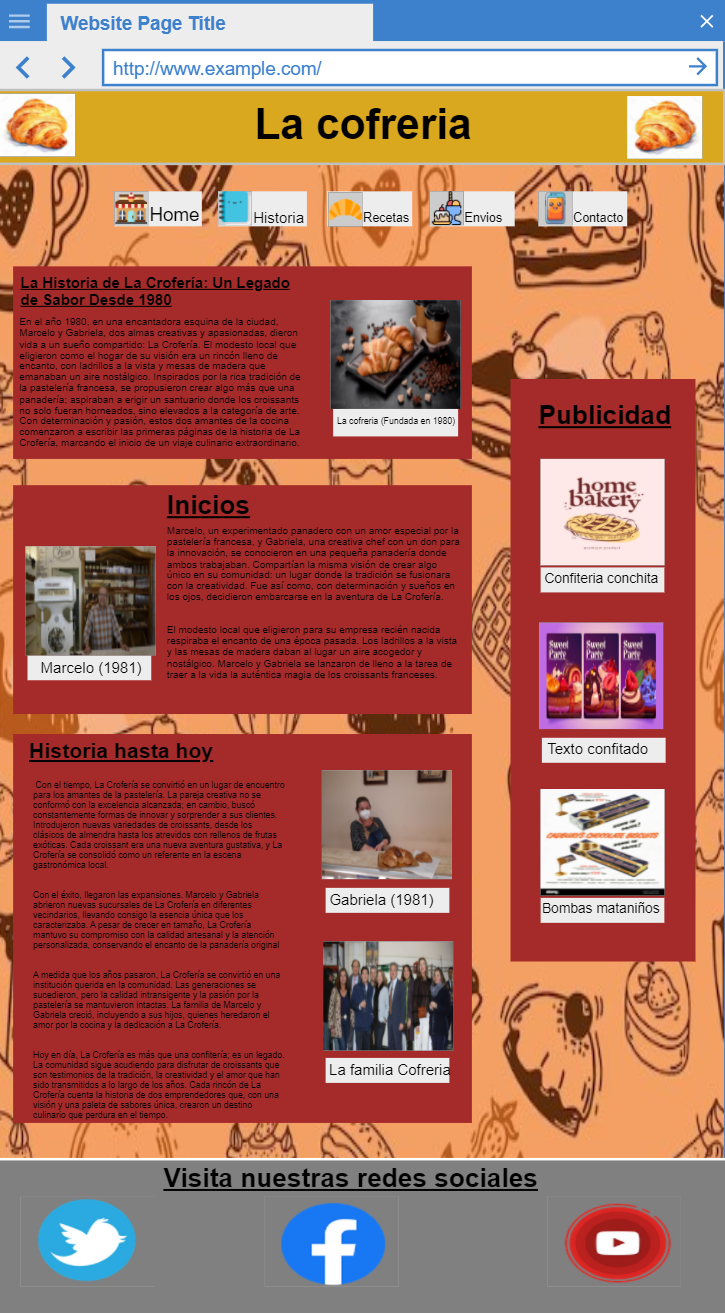 Website Page Title
http://www.example.com/
La cofreria
Home
Historia
Recetas
Envios
Contacto
La Historia de La Crofería: Un Legado
de Sabor Desde 1980
En el año 1980, en una encantadora esquina de la ciudad,
Marcelo y Gabriela, dos almas creativas y apasionadas, dieron
vida a un sueño compartido: La Crofería. El modesto local que
eligieron como el hogar de su visión era un rincón lleno de
encanto, con ladrillos a la vista y mesas de madera que
emanaban un aire nostálgico. Inspirados por la rica tradición de
la pastelería francesa, se propusieron crear algo más que una
panadería; aspiraban a erigir un santuario donde los croissants
no solo fueran horneados, sino elevados a la categoría de arte.
Con determinación y pasión, estos dos amantes de la cocina
comenzaron a escribir las primeras páginas de la historia de La
Crofería, marcando el inicio de un viaje culinario extraordinario.
La cofreria (Fundada en 1980)
Inicios
Marcelo, un experimentado panadero con un amor especial por la
pastelería francesa, y Gabriela, una creativa chef con un don para
la innovación, se conocieron en una pequeña panadería donde
ambos trabajaban. Compartían la misma visión de crear algo
único en su comunidad: un lugar donde la tradición se fusionara
con la creatividad. Fue así como, con determinación y sueños en
los ojos, decidieron embarcarse en la aventura de La Crofería.
El modesto local que eligieron para su empresa recién nacida
respiraba el encanto de una época pasada. Los ladrillos a la vista
y las mesas de madera daban al lugar un aire acogedor y
nostálgico. Marcelo y Gabriela se lanzaron de lleno a la tarea de
traer a la vida la auténtica magia de los croissants franceses.
Marcelo (1981)
Historia hasta hoy
Con el tiempo, La Crofería se convirtió en un lugar de encuentro
para los amantes de la pastelería. La pareja creativa no se
conformó con la excelencia alcanzada; en cambio, buscó
constantemente formas de innovar y sorprender a sus clientes.
Introdujeron nuevas variedades de croissants, desde los
clásicos de almendra hasta los atrevidos con rellenos de frutas
exóticas. Cada croissant era una nueva aventura gustativa, y La
Crofería se consolidó como un referente en la escena
gastronómica local.
Con el éxito, llegaron las expansiones. Marcelo y Gabriela
abrieron nuevas sucursales de La Crofería en diferentes
vecindarios, llevando consigo la esencia única que los
caracterizaba. A pesar de crecer en tamaño, La Crofería
mantuvo su compromiso con la calidad artesanal y la atención
personalizada, conservando el encanto de la panadería original
A medida que los años pasaron, La Crofería se convirtió en una
institución querida en la comunidad. Las generaciones se
sucedieron, pero la calidad intransigente y la pasión por la
pastelería se mantuvieron intactas. La familia de Marcelo y
Gabriela creció, incluyendo a sus hijos, quienes heredaron el
amor por la cocina y la dedicación a La Crofería.
Hoy en día, La Crofería es más que una confitería; es un legado.
La comunidad sigue acudiendo para disfrutar de croissants que
son testimonios de la tradición, la creatividad y el amor que han
sido transmitidos a lo largo de los años. Cada rincón de La
Crofería cuenta la historia de dos emprendedores que, con una
visión y una paleta de sabores única, crearon un destino
culinario que perdura en el tiempo.
Gabriela (1981)
La familia Cofreria
Publicidad
home
bakery
Confiteria conchita
Sweet Party
Sweet Party
Sweet Party
Texto confitado
CADBURY'S CHOCOLATE BISCUITS
Bombas mataniños
Visita nuestras redes sociales